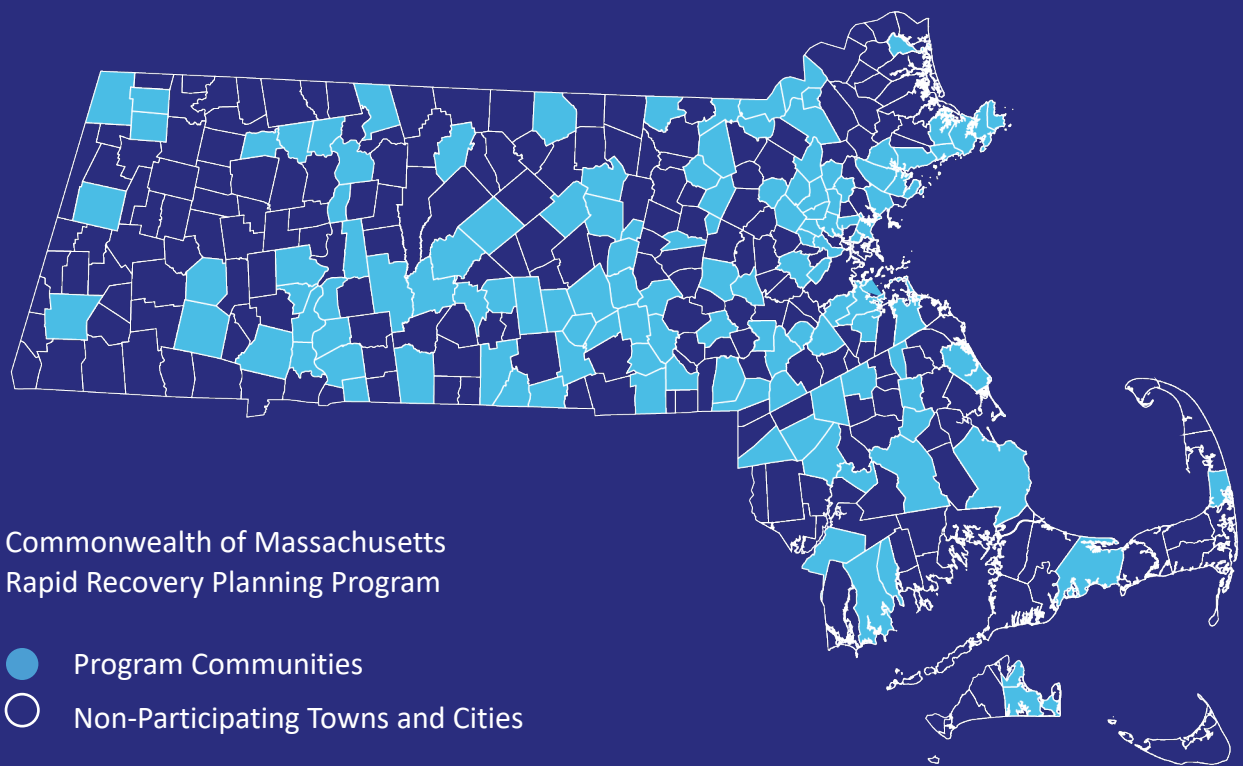 Commonwealth of Massachusetts
Rapid Recovery Planning Program
Program Communities
Non-Participating Towns and Cities